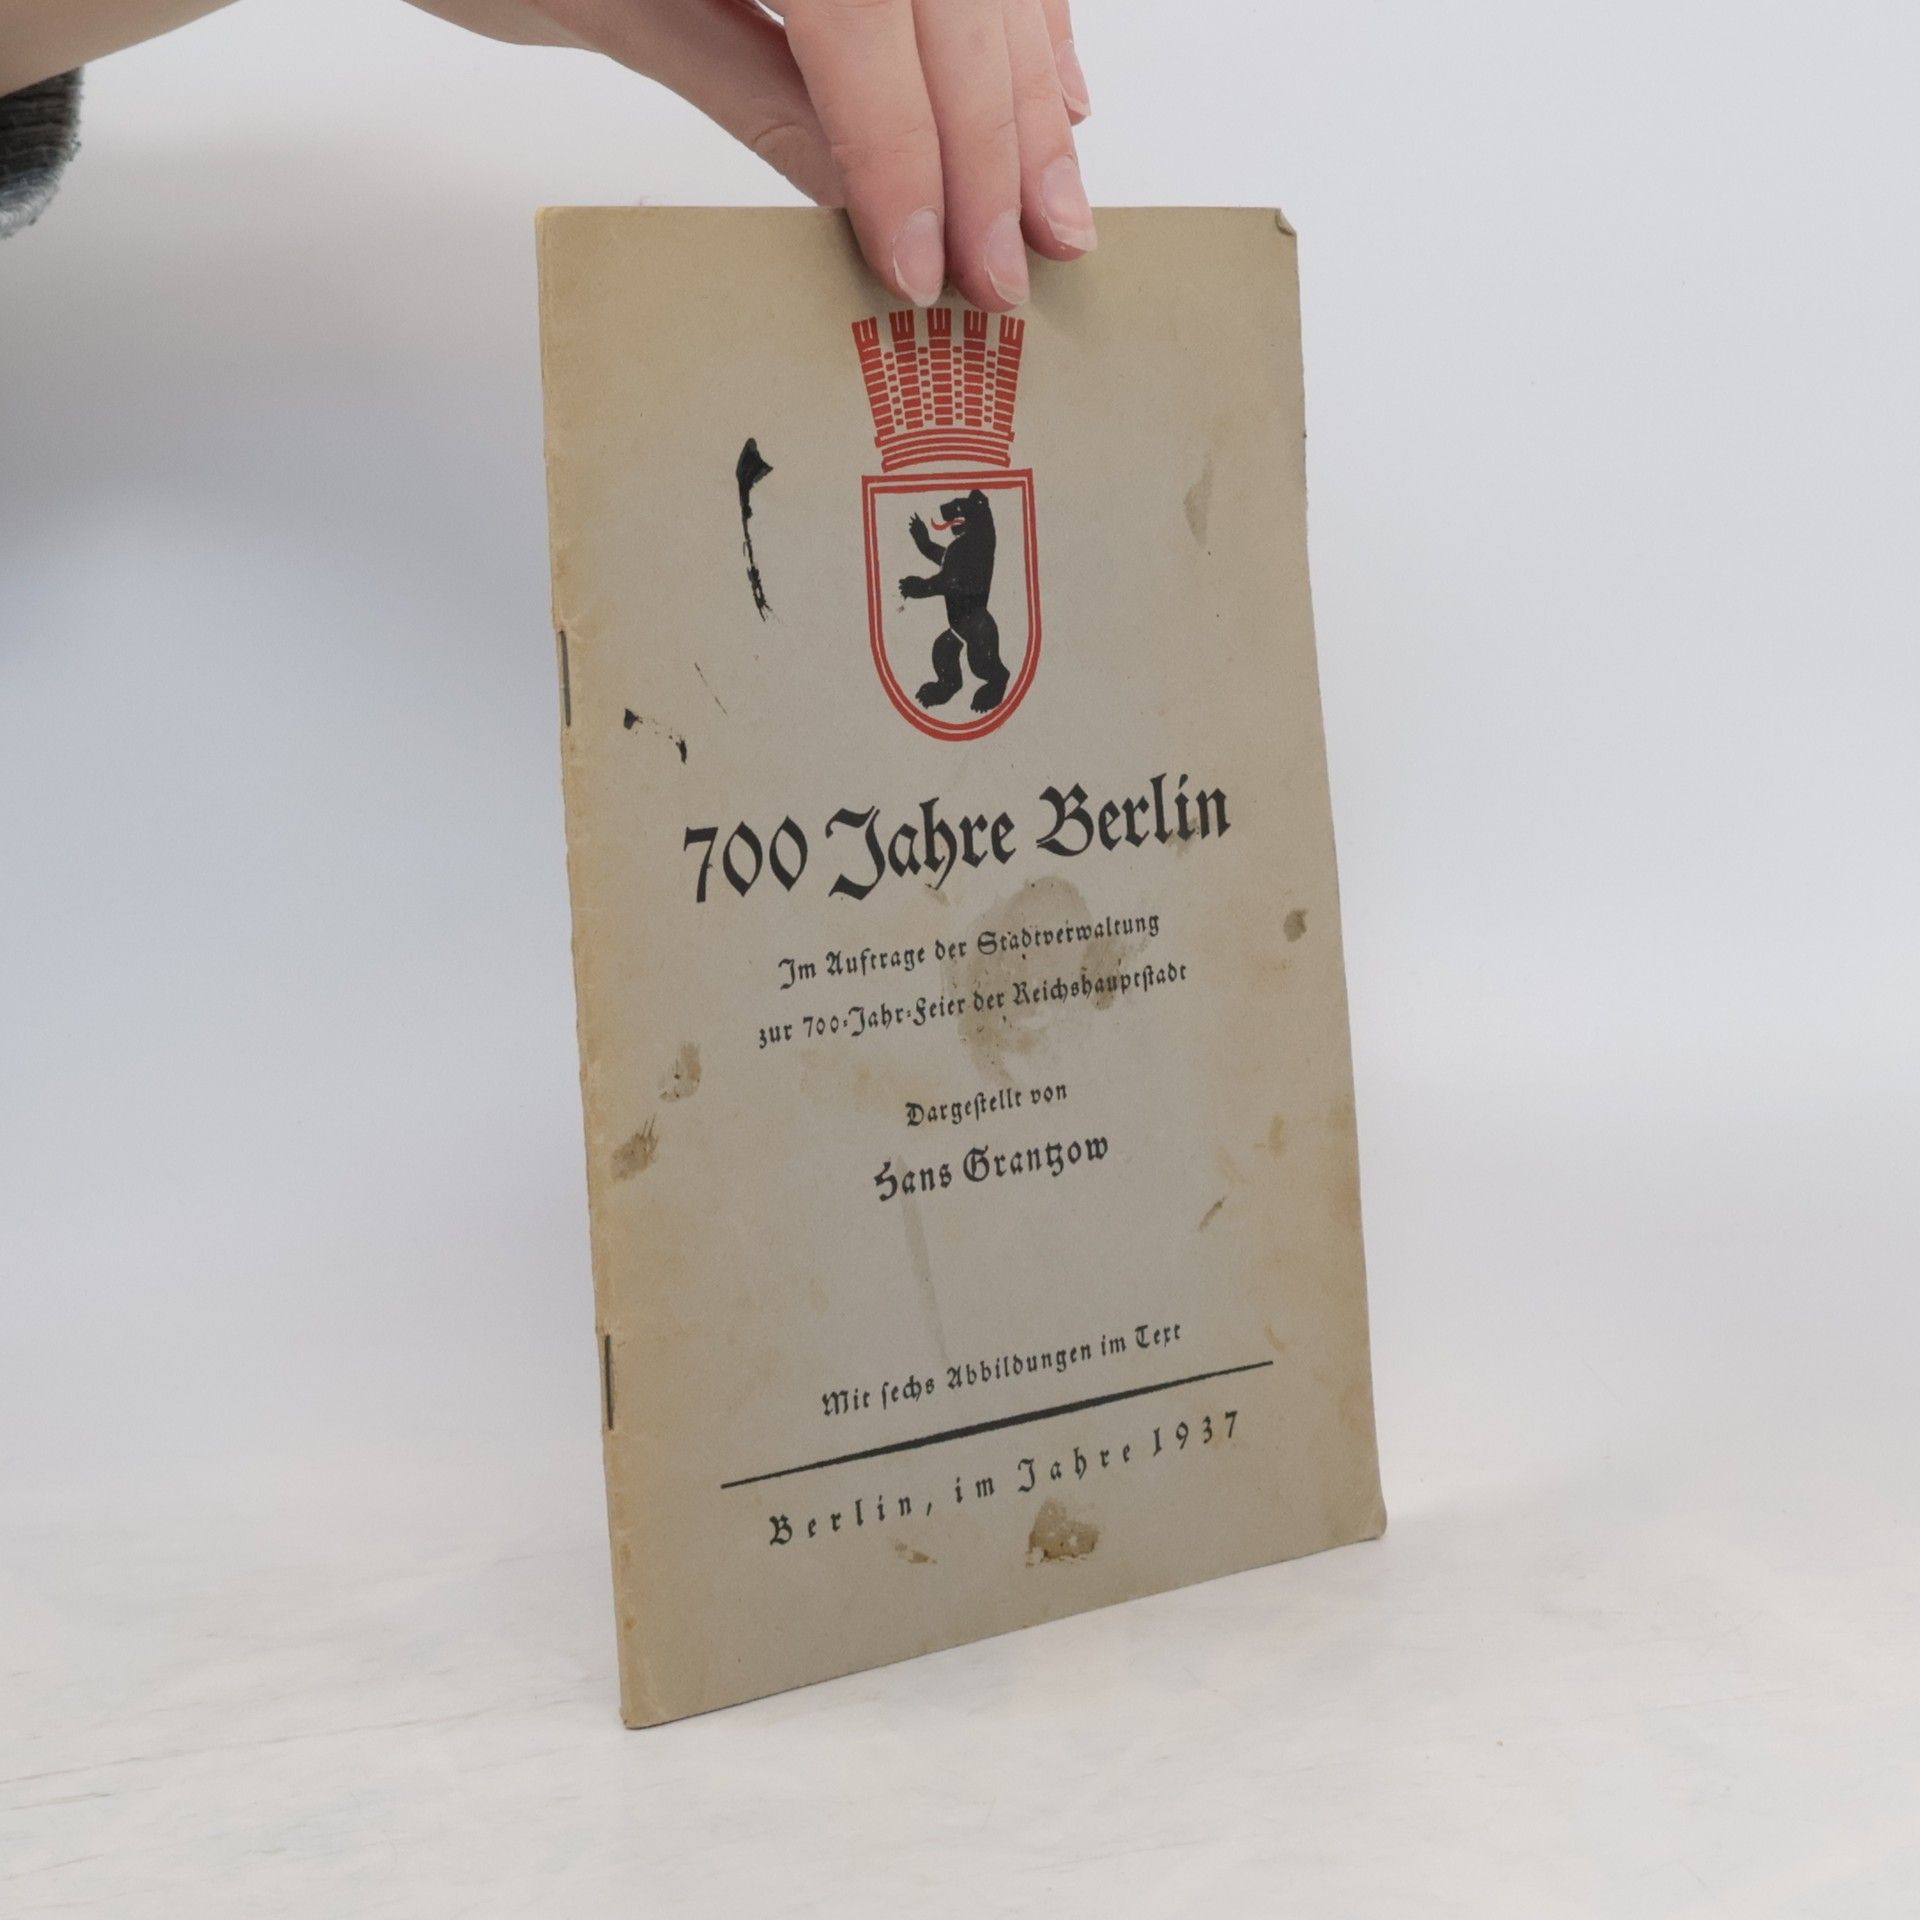 700 Jahre Berlin
Im Auftrage der Stadtverwaltung
zur 700-Jahr-Feier der Reichshauptstadt
Dargestellt von
Hans Grantzow
Mit sechs Abbildungen im Text
Berlin, im Jahre 1937